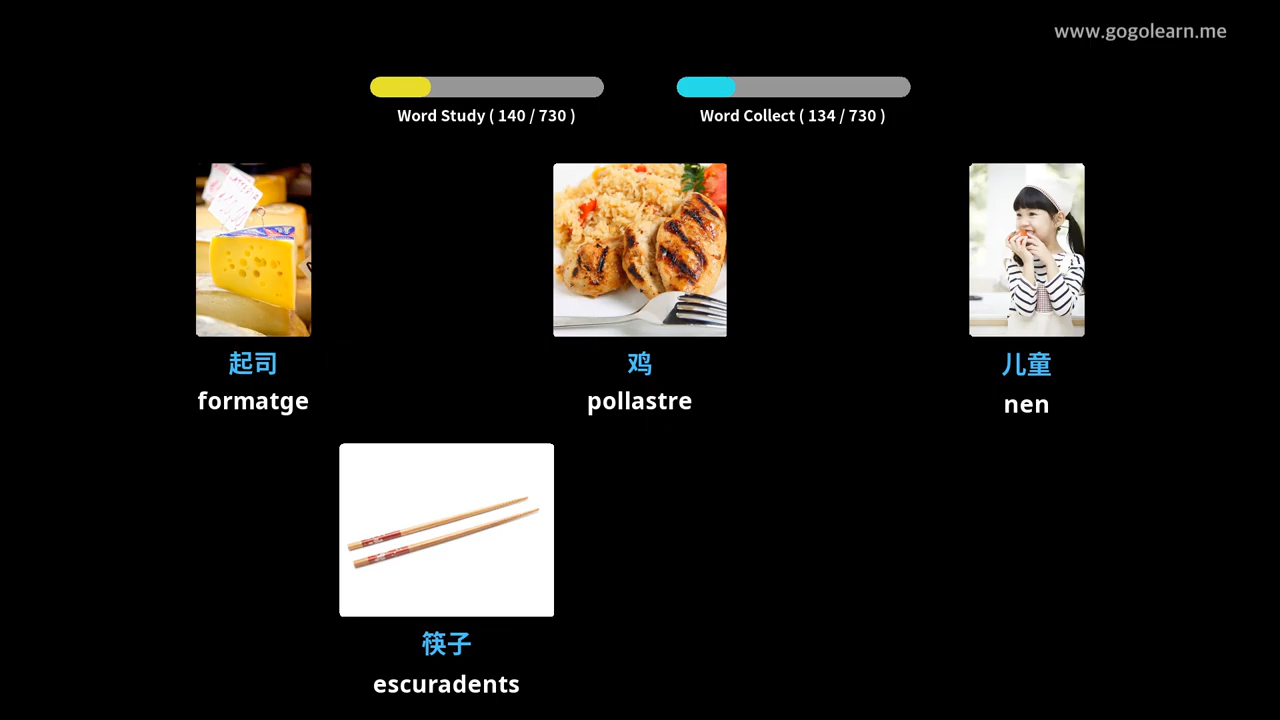 www.gogolearn.me
Word Study ( 140 / 730 )
Word Collect ( 134 / 730 )
起司
鸡
儿童
formatge
pollastre
nen
筷子
escuradents